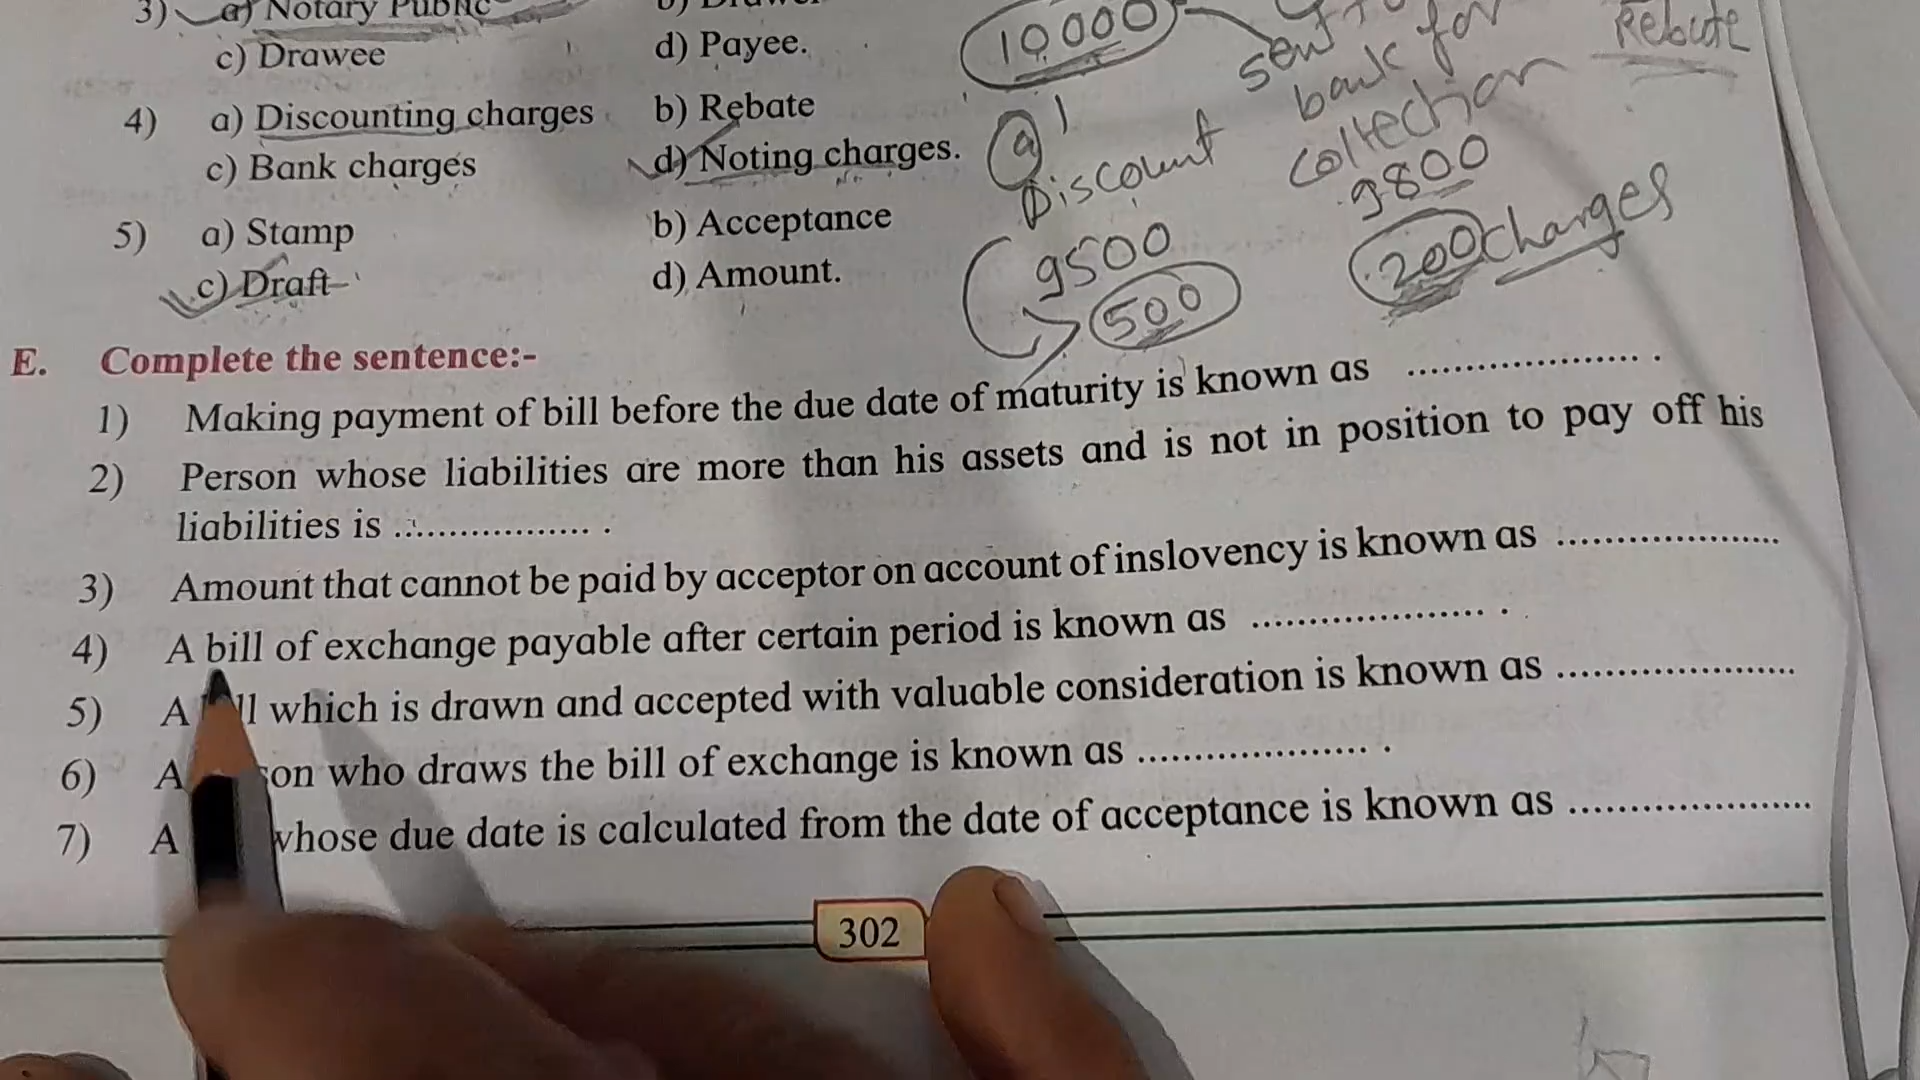 3) a) Notary Public
c) Drawee d) Payee.
4) a) Discounting charges b) Rebate
c) Bank charges d) Noting charges.
5) a) Stamp b) Acceptance
c) Draft d) Amount.
10000
sent to
bank for
collection
9800
200 charges
Rebate
Discount
9500
500
E. Complete the sentence:-
1) Making payment of bill before the due date of maturity is known as .................... .
2) Person whose liabilities are more than his assets and is not in position to pay off his
liabilities is ................... .
3) Amount that cannot be paid by acceptor on account of inslovency is known as ....................
4) A bill of exchange payable after certain period is known as .................... .
5) A which is drawn and accepted with valuable consideration is known as ....................
6) A who draws the bill of exchange is known as .................... .
7) A whose due date is calculated from the date of acceptance is known as ....................
302